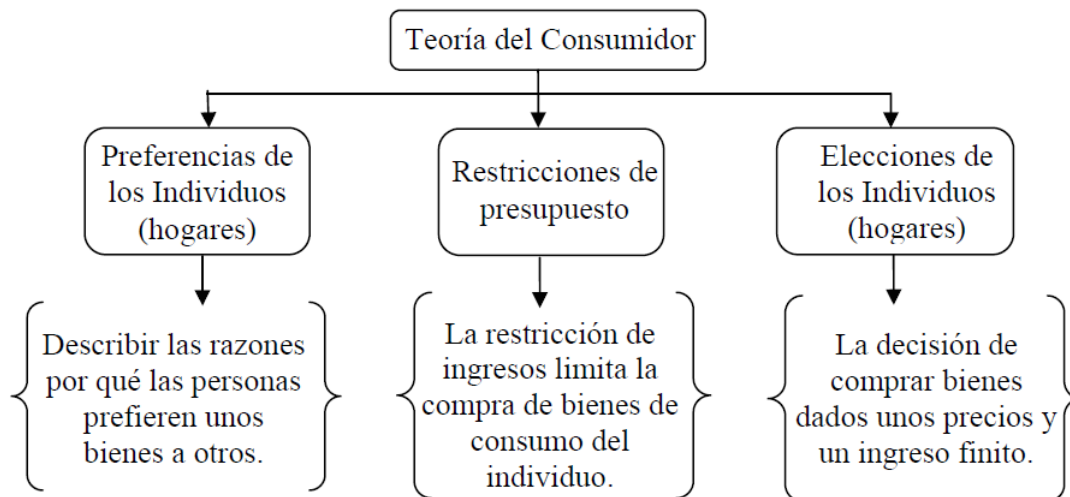 Teoría del Consumidor
Preferencias de
los Individuos
(hogares)
Restricciones de
presupuesto
Elecciones de
los Individuos
(hogares)
Describir las razones
por qué las personas
prefieren unos
bienes a otros.
La restricción de
ingresos limita la
compra de bienes de
consumo del
individuo.
La decisión de
comprar bienes
dados unos precios y
un ingreso finito.